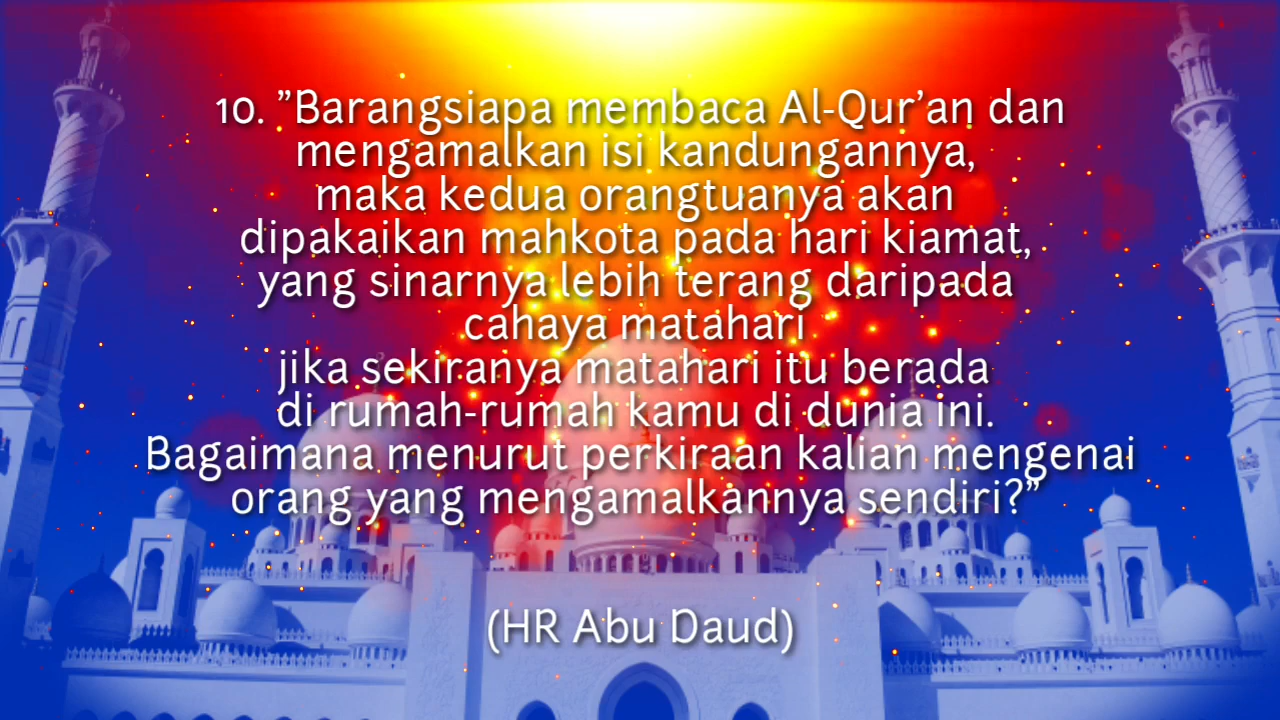 10. ”Barangsiapa membaca Al-Qur’an dan
mengamalkan isi kandungannya,
maka kedua orangtuanya akan
dipakaikan mahkota pada hari kiamat,
yang sinarnya lebih terang daripada
cahaya matahari
jika sekiranya matahari itu berada
di rumah-rumah kamu di dunia ini.
Bagaimana menurut perkiraan kalian mengenai
orang yang mengamalkannya sendiri?”
(HR Abu Daud)